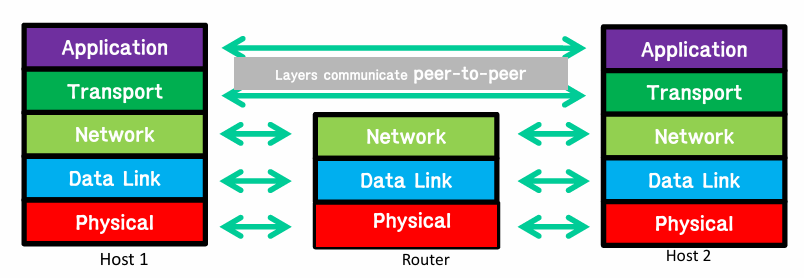 Application
Transport
Network
Data Link
Physical
Host 1
Layers communicate peer-to-peer
Network
Data Link
Physical
Router
Application
Transport
Network
Data Link
Physical
Host 2